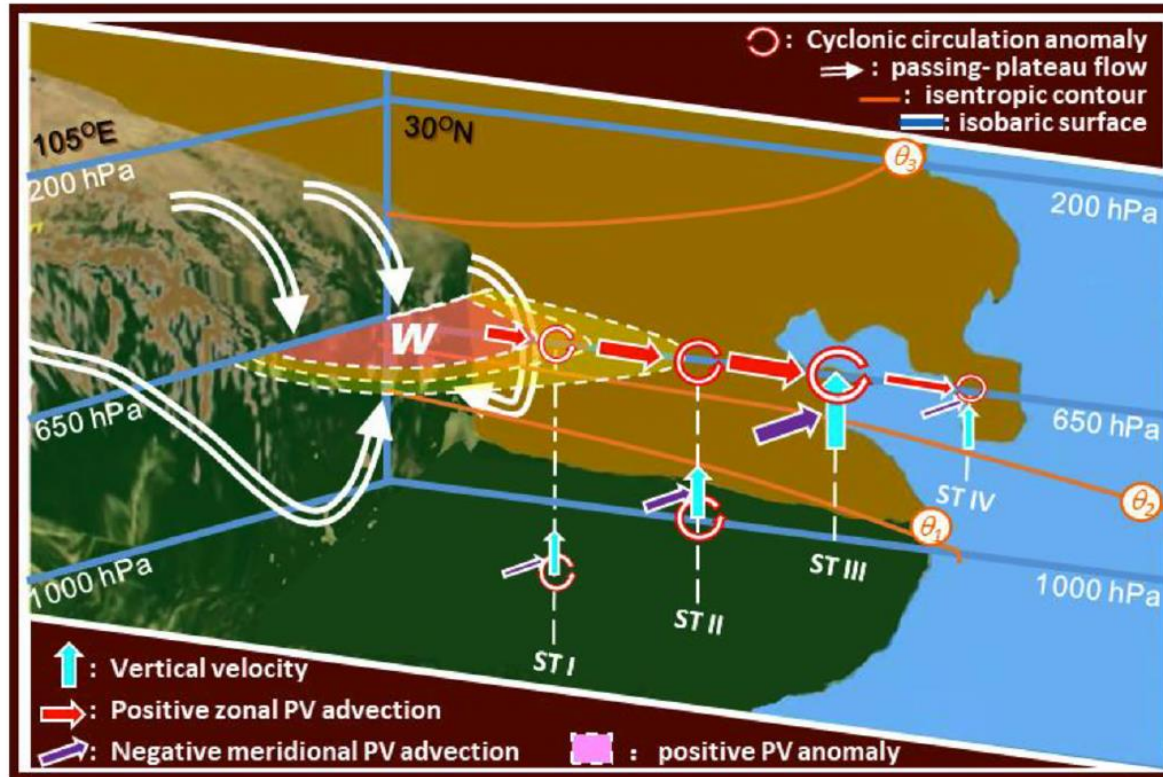 : Cyclonic circulation anomaly
: passing- plateau flow
: isentropic contour
: isobaric surface
105°E
30°N
200 hPa
θ3
200 hPa
W
650 hPa
650 hPa
ST IV
θ2
θ1
ST III
1000 hPa
1000 hPa
ST II
ST I
: Vertical velocity
: Positive zonal PV advection
: Negative meridional PV advection
: positive PV anomaly